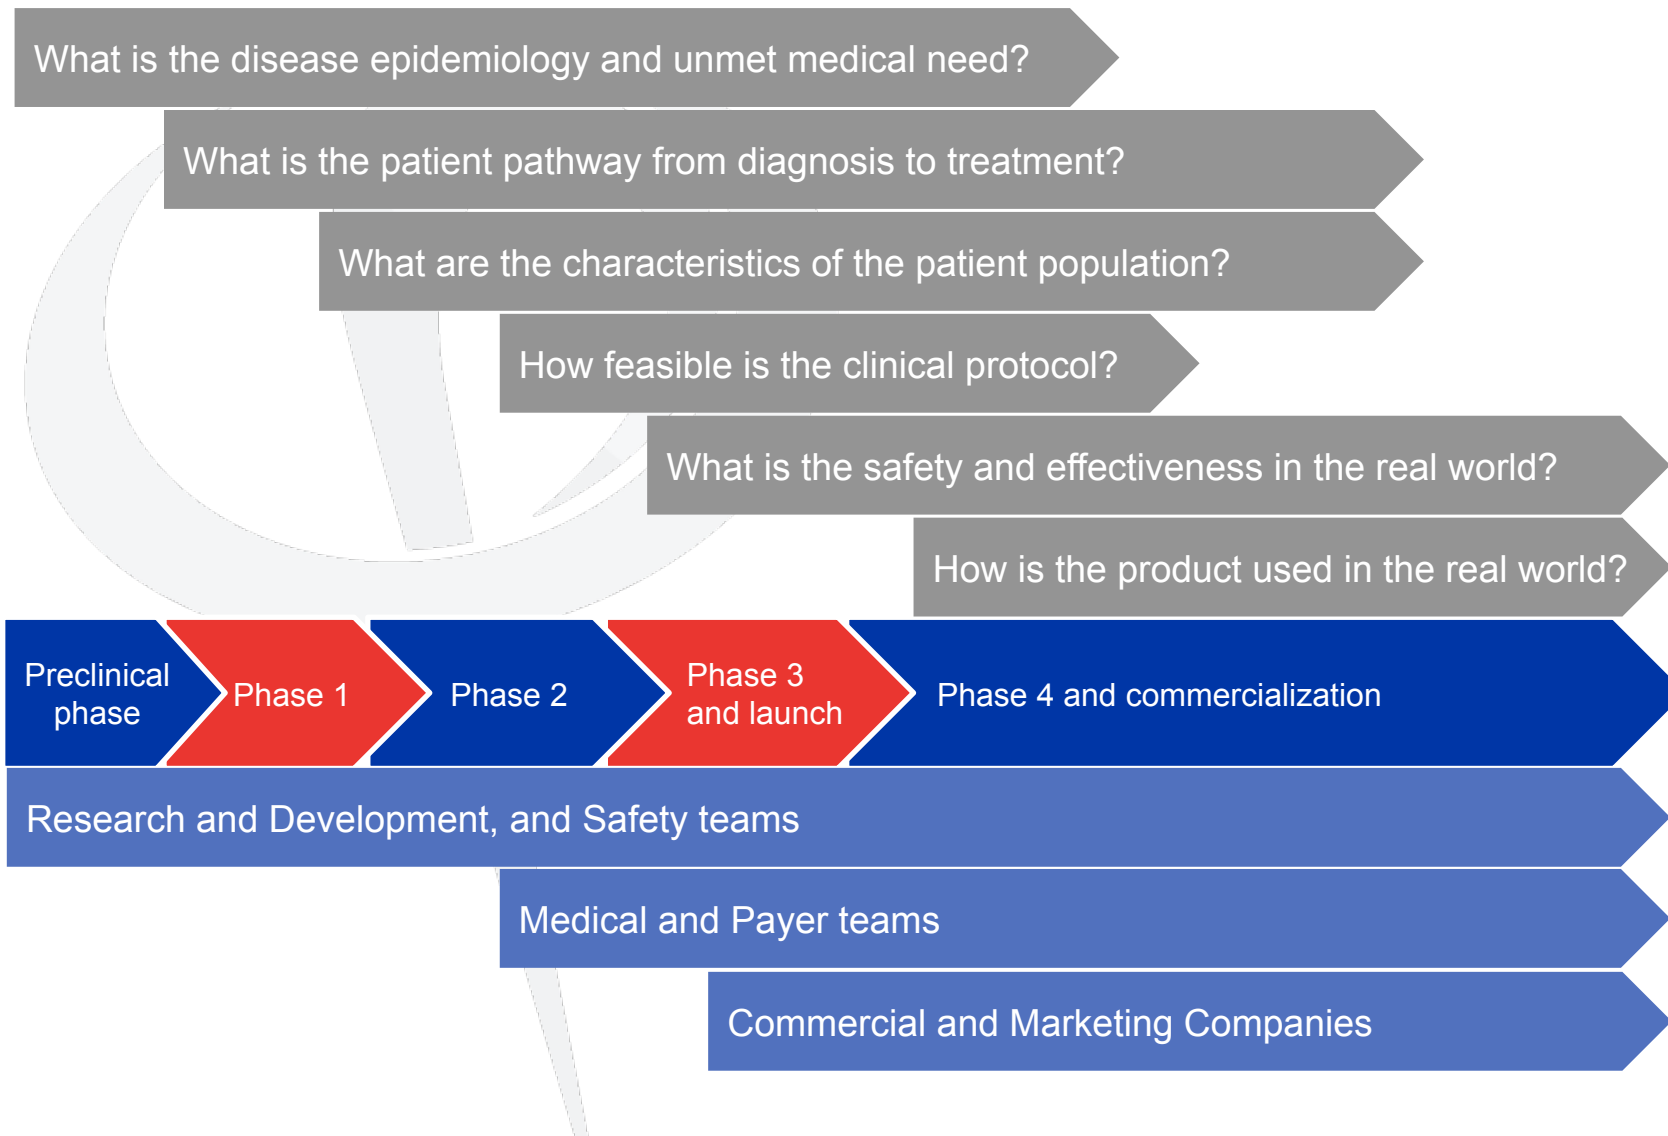 What is the disease epidemiology and unmet medical need?
What is the patient pathway from diagnosis to treatment?
What are the characteristics of the patient population?
How feasible is the clinical protocol?
What is the safety and effectiveness in the real world?
How is the product used in the real world?
Preclinical
phase
Phase 1
Phase 2
Phase 3
and launch
Phase 4 and commercialization
Research and Development, and Safety teams
Medical and Payer teams
Commercial and Marketing Companies